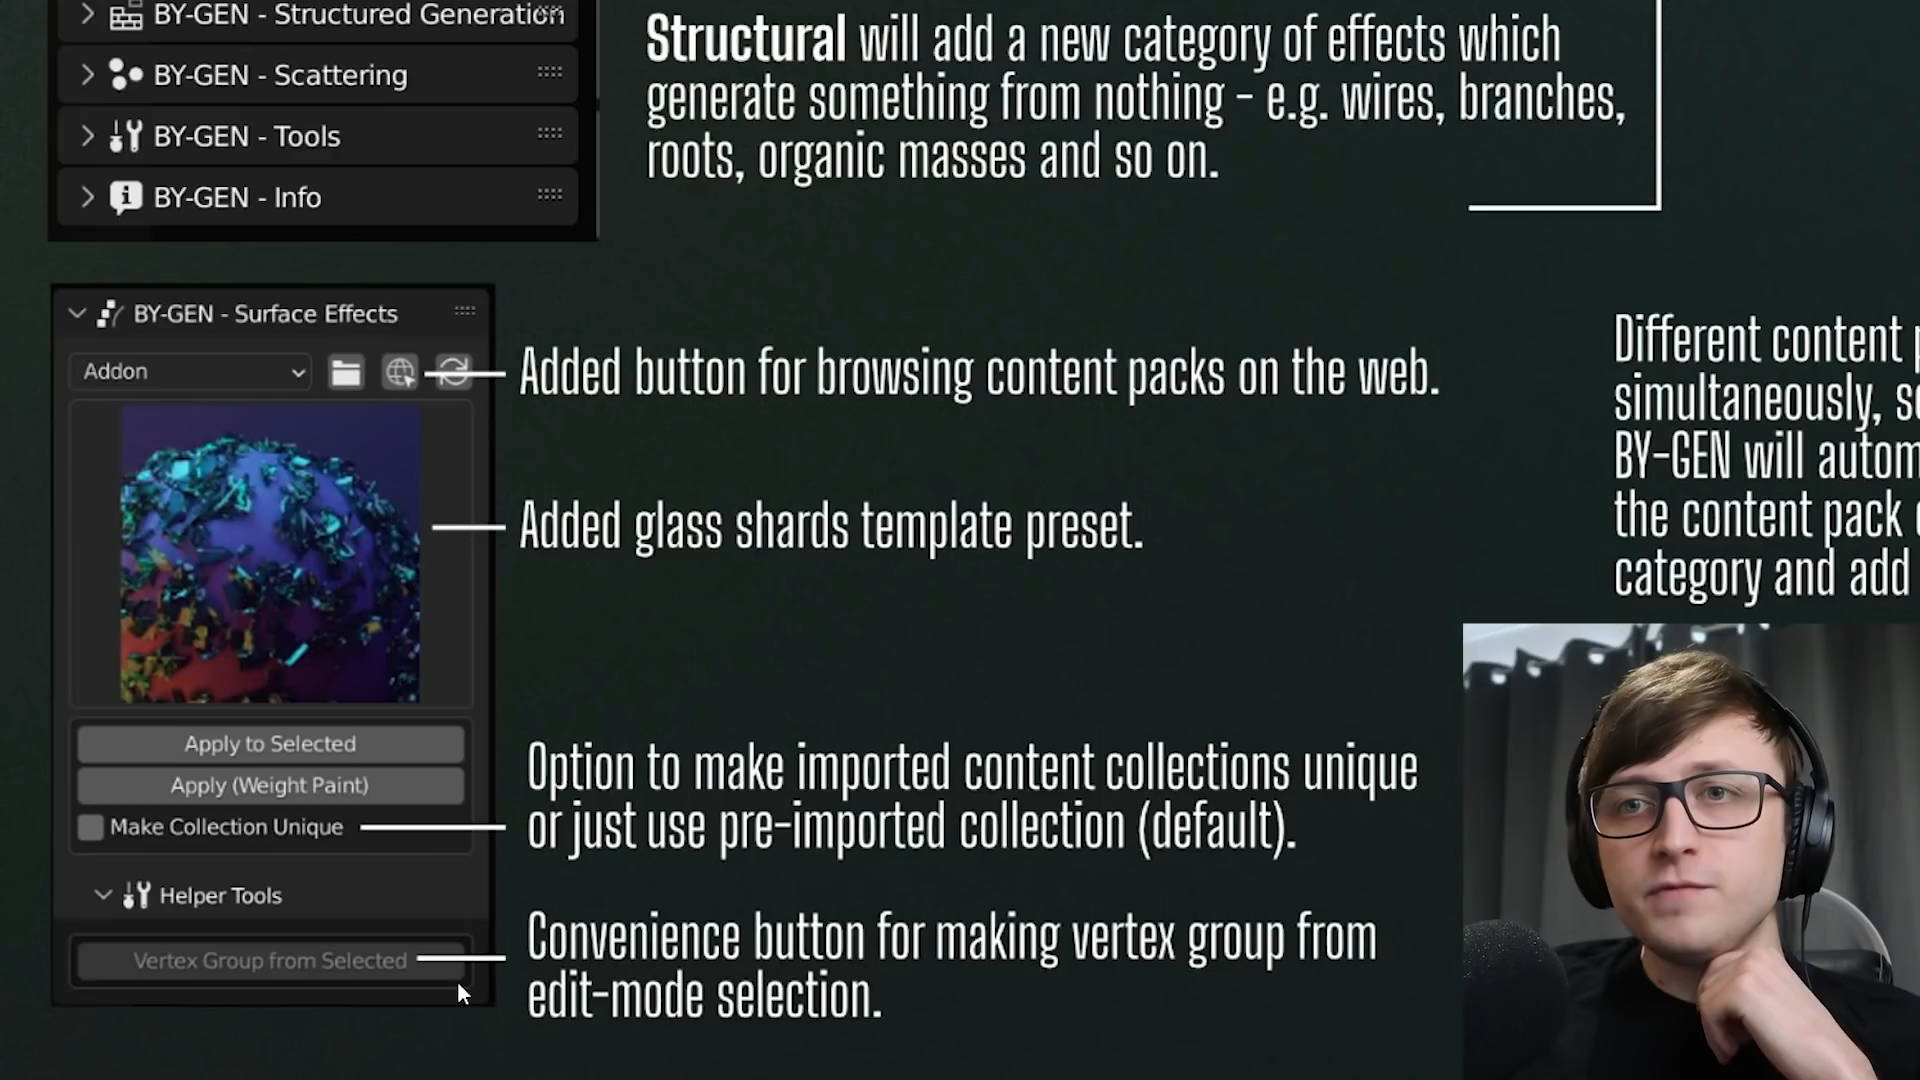 BY-GEN - Structured Generation
BY-GEN - Scattering
BY-GEN - Tools
BY-GEN - Info
Structural will add a new category of effects which
generate something from nothing - e.g. wires, branches,
roots, organic masses and so on.
BY-GEN - Surface Effects
Addon
Apply to Selected
Apply (Weight Paint)
Make Collection Unique
Helper Tools
Vertex Group from Selected
Added button for browsing content packs on the web.
Added glass shards template preset.
Option to make imported content collections unique
or just use pre-imported collection (default).
Convenience button for making vertex group from
edit-mode selection.
Different content
simultaneously,
BY-GEN will
the content pack
category and add